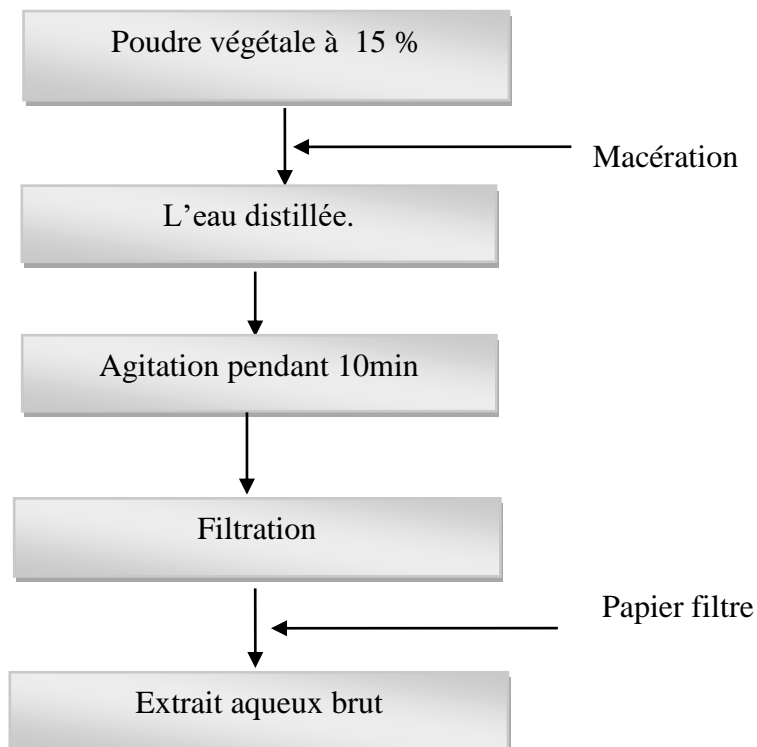 Poudre végétale à 15 %
Macération
L’eau distillée.
Agitation pendant 10min
Filtration
Papier filtre
Extrait aqueux brut